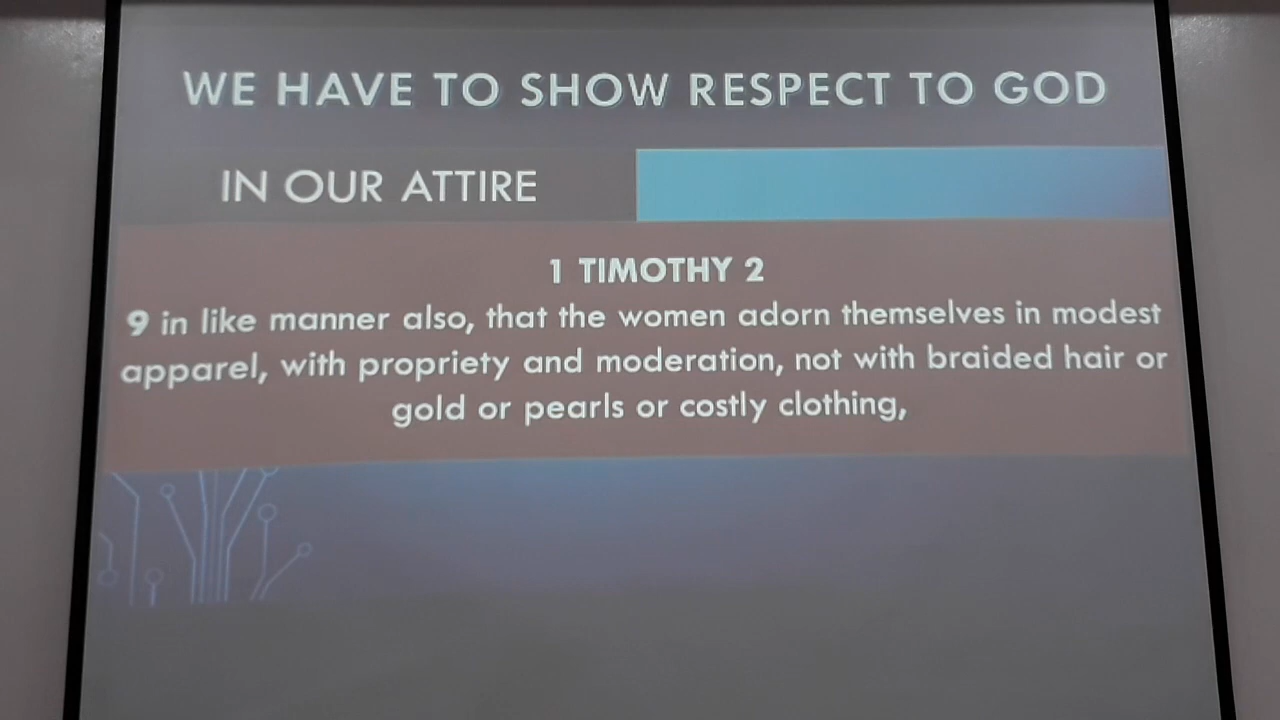 WE HAVE TO SHOW RESPECT TO GOD
IN OUR ATTIRE
1 TIMOTHY 2
9 in like manner also, that the women adorn themselves in modest
apparel, with propriety and moderation, not with braided hair or
gold or pearls or costly clothing,